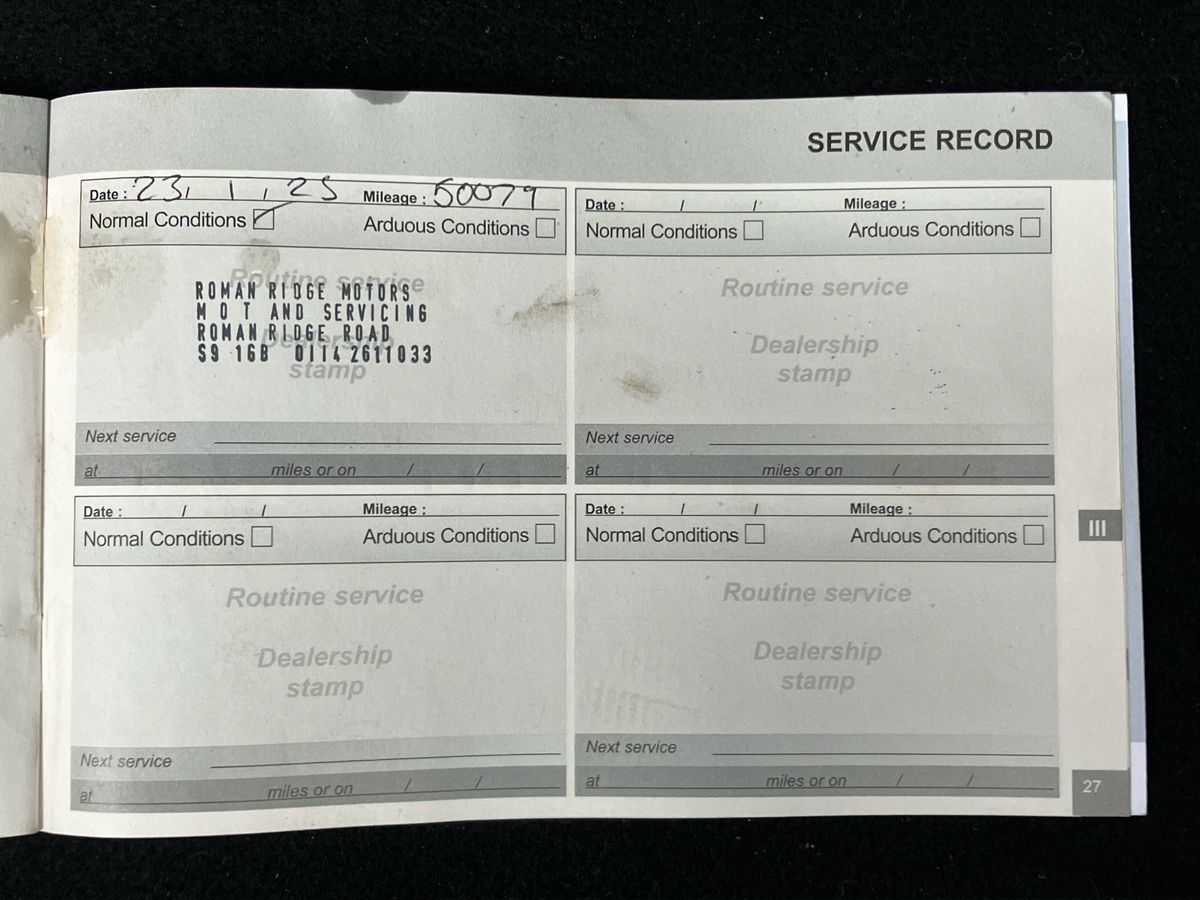 SERVICE RECORD
Date : 23 / 1 / 25 Mileage : 50079
Normal Conditions Arduous Conditions
Routine service
Dealership
stamp
ROMAN RIDGE MOTORS
M O T AND SERVICING
ROMAN RIDGE ROAD
S9 1GB 0114 2611033
Next service
at miles or on / /
Date : / / Mileage :
Normal Conditions Arduous Conditions
Routine service
Dealership
stamp
Next service
at miles or on / /
Date : / / Mileage :
Normal Conditions Arduous Conditions
Routine service
Dealership
stamp
Next service
at miles or on / /
Date : / / Mileage :
Normal Conditions Arduous Conditions
Routine service
Dealership
stamp
Next service
at miles or on / /
III
27